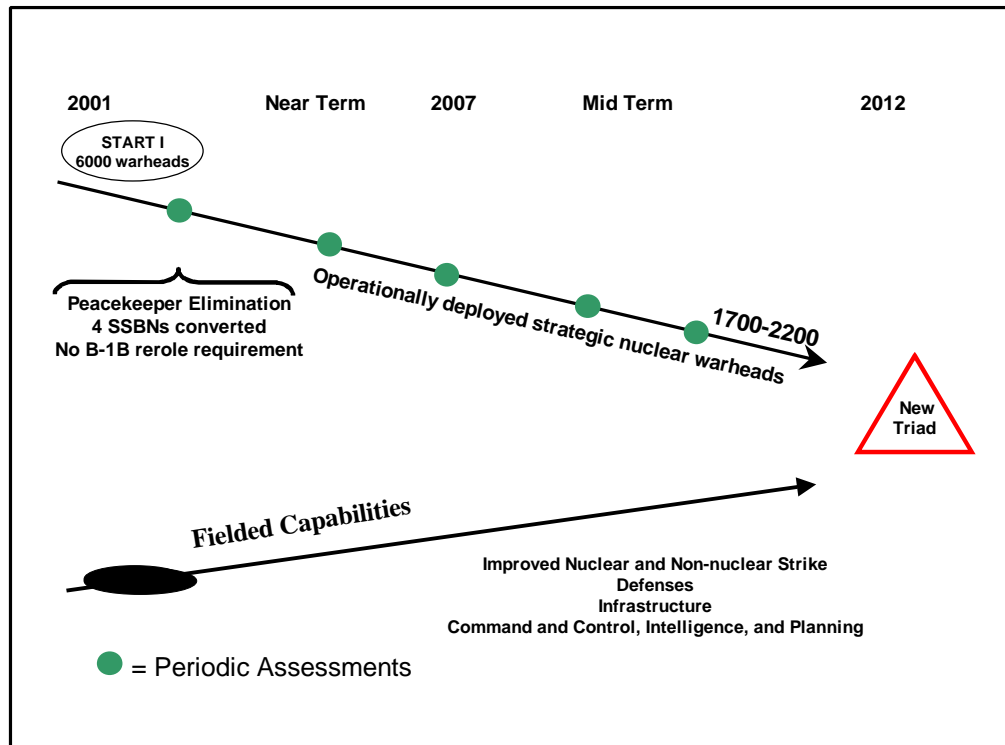 2001 Near Term 2007 Mid Term 2012
START I
6000 warheads
Peacekeeper Elimination
4 SSBNs converted
No B-1B rerole requirement
Operationally deployed strategic nuclear warheads
1700-2200
New
Triad
Fielded Capabilities
Improved Nuclear and Non-nuclear Strike
Defenses
Infrastructure
Command and Control, Intelligence, and Planning
= Periodic Assessments